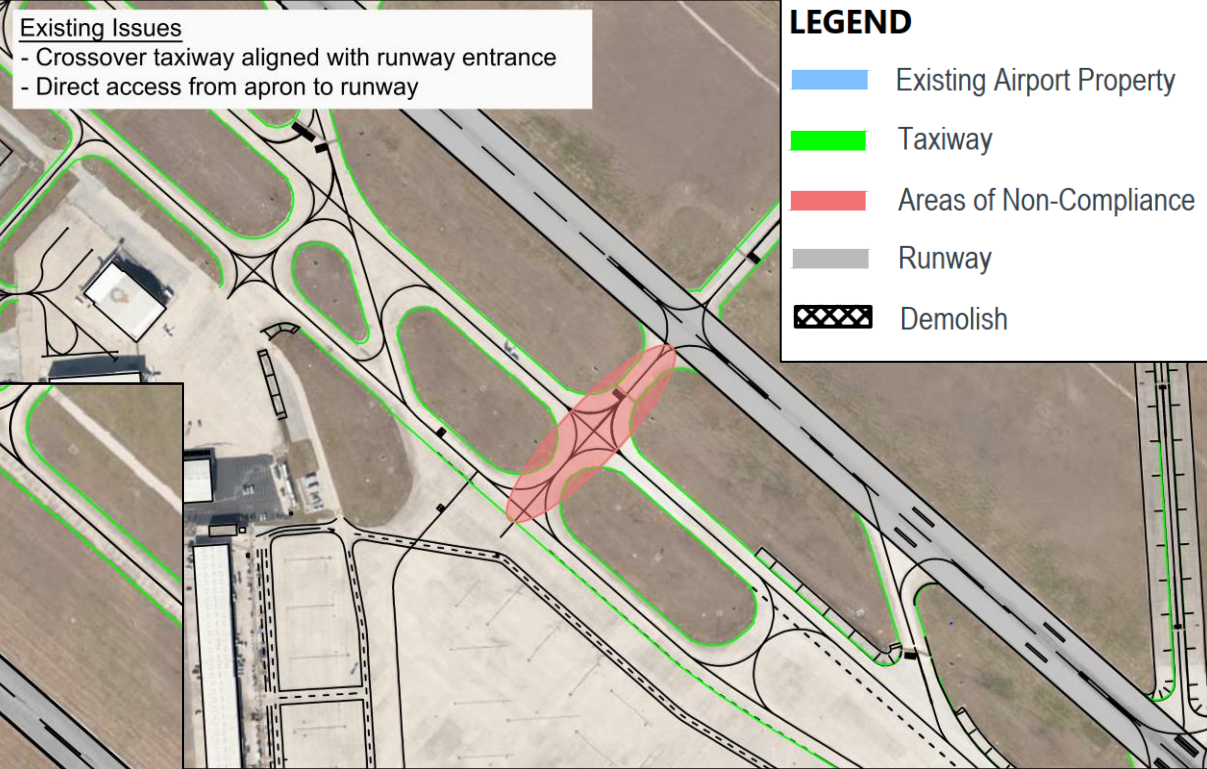 Existing Issues
- Crossover taxiway aligned with runway entrance
- Direct access from apron to runway
LEGEND
Existing Airport Property
Taxiway
Areas of Non-Compliance
Runway
Demolish